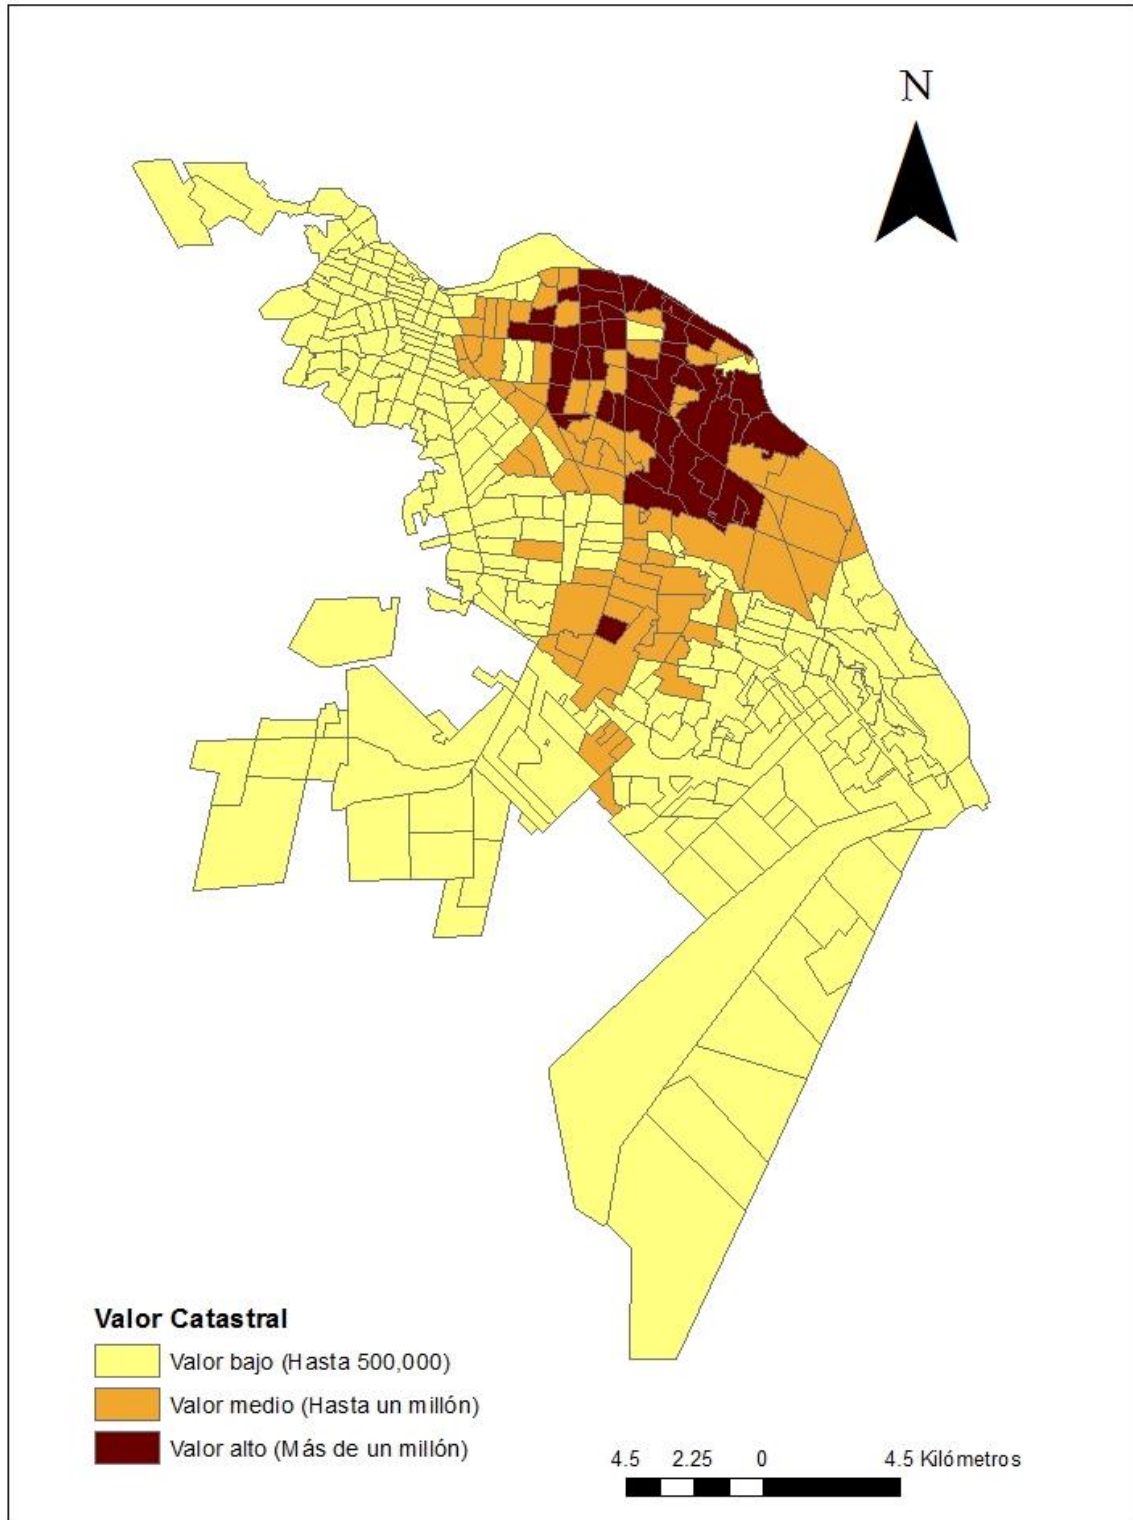 N
Valor Catastral
Valor bajo (Hasta 500,000)
Valor medio (Hasta un millón)
Valor alto (Más de un millón)
4.5 2.25 0 4.5 Kilómetros